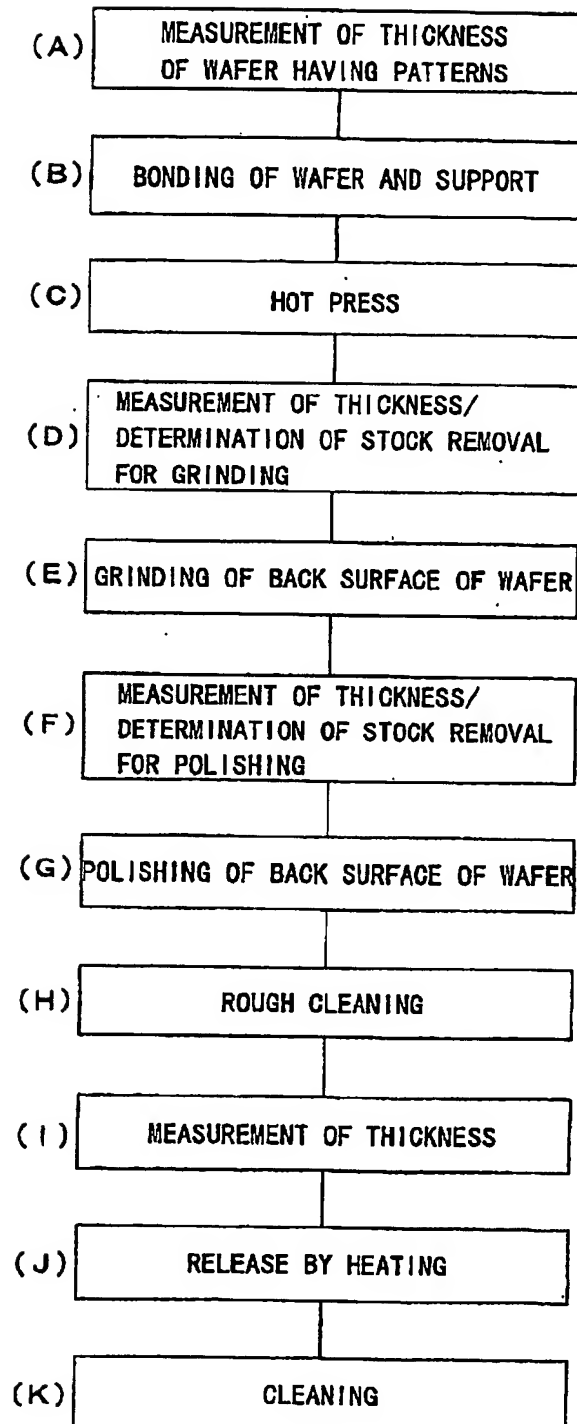 (A) MEASUREMENT OF THICKNESS
OF WAFER HAVING PATTERNS
(B) BONDING OF WAFER AND SUPPORT
(C) HOT PRESS
MEASUREMENT OF THICKNESS/
(D) DETERMINATION OF STOCK REMOVAL
FOR GRINDING
(E) GRINDING OF BACK SURFACE OF WAFER
MEASUREMENT OF THICKNESS/
(F) DETERMINATION OF STOCK REMOVAL
FOR POLISHING
(G) POLISHING OF BACK SURFACE OF WAFER
(H) ROUGH CLEANING
(I) MEASUREMENT OF THICKNESS
(J) RELEASE BY HEATING
(K) CLEANING